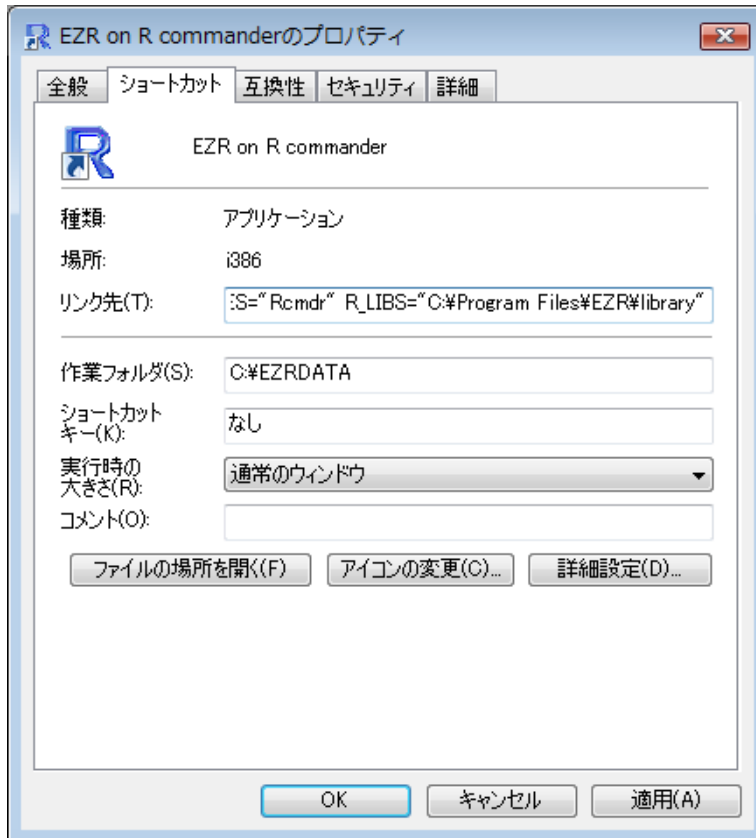 EZR on R commanderのプロパティ
全般 ショートカット 互換性 セキュリティ 詳細
EZR on R commander
種類: アプリケーション
場所: i386
リンク先(T): :S="Rcmdr" R_LIBS="C:¥Program Files¥EZR¥library"
作業フォルダ(S): C:¥EZRDATA
ショートカット
キー(K): なし
実行時の
大きさ(R): 通常のウィンドウ
コメント(O):
ファイルの場所を開く(F) アイコンの変更(C)... 詳細設定(D)...
OK キャンセル 適用(A)